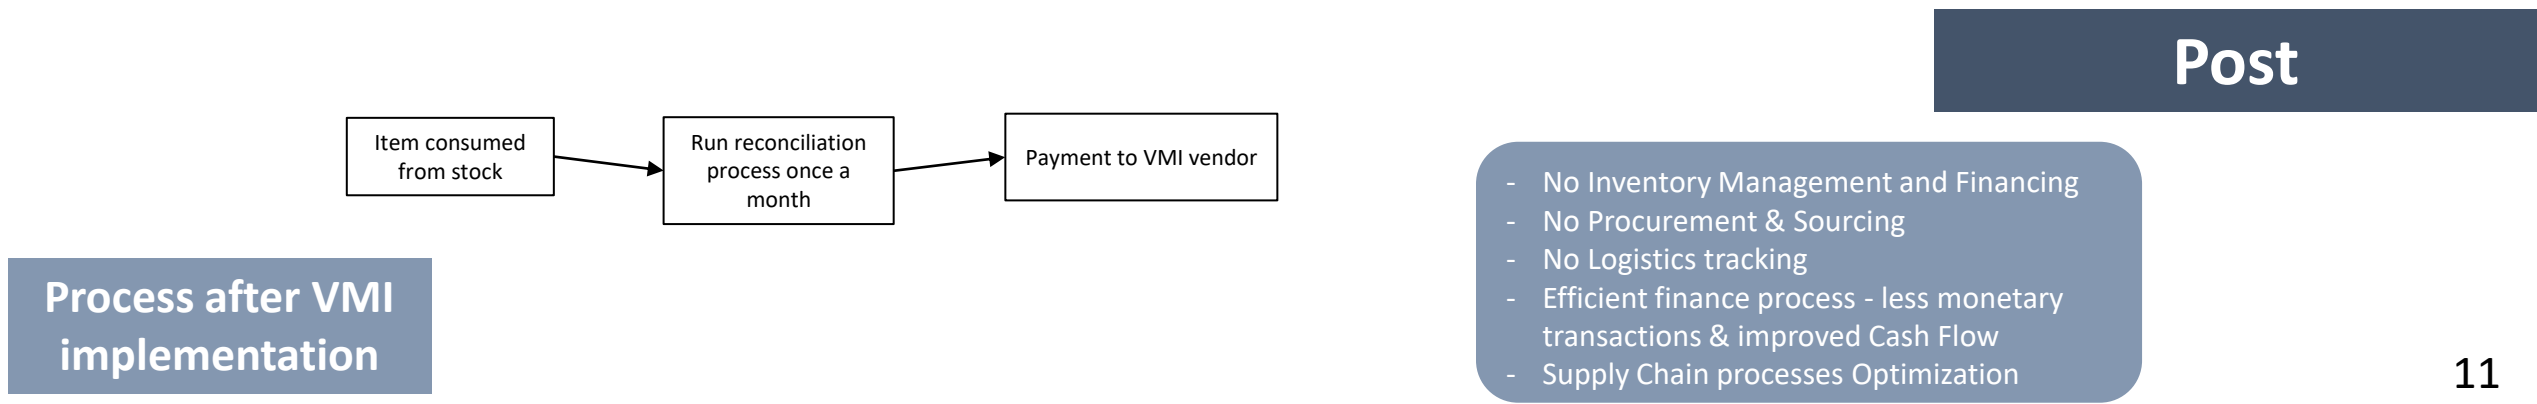 Post
Item consumed
from stock
Run reconciliation
process once a
month
Payment to VMI vendor
- No Inventory Management and Financing
- No Procurement & Sourcing
- No Logistics tracking
- Efficient finance process - less monetary
transactions & improved Cash Flow
- Supply Chain processes Optimization
Process after VMI
implementation
11